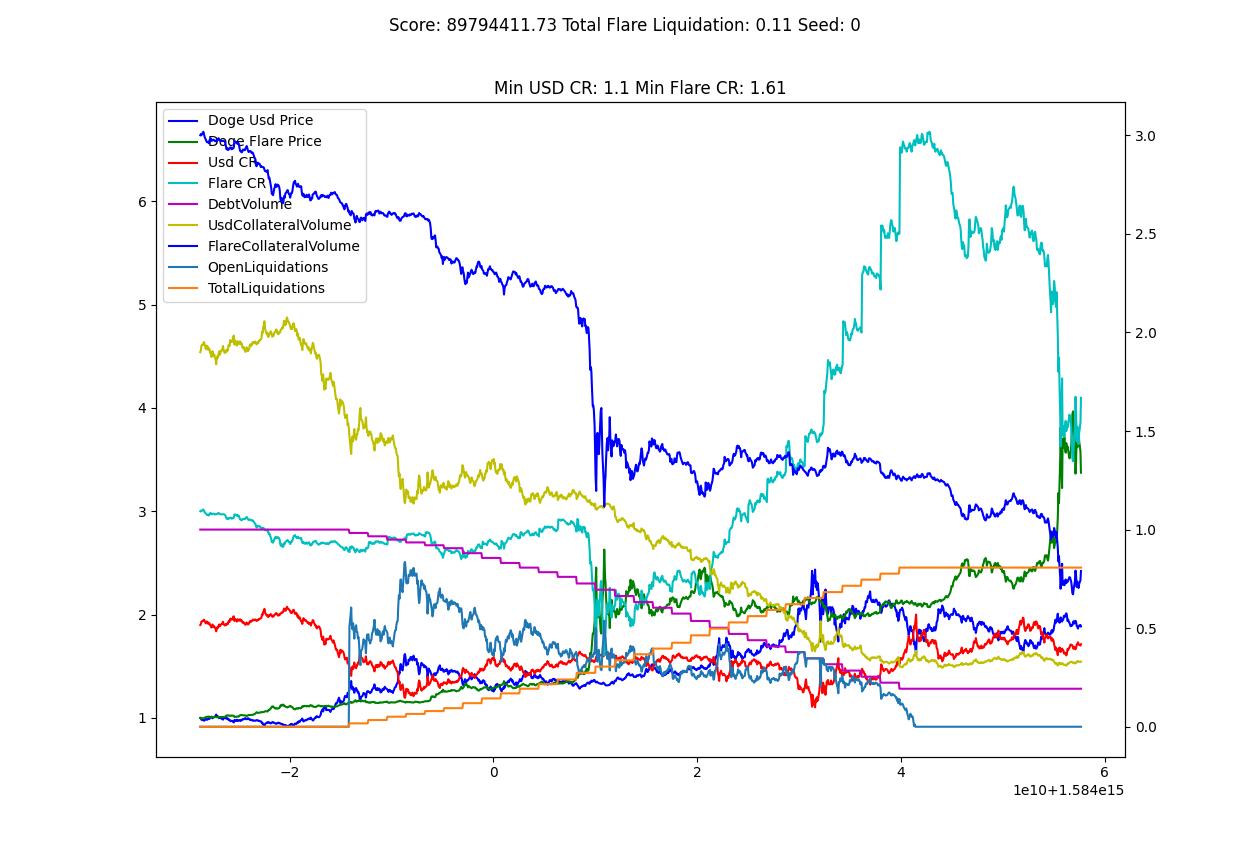 Score: 89794411.73 Total Flare Liquidation: 0.11 Seed: 0
Min USD CR: 1.1 Min Flare CR: 1.61
Doge Usd Price
Doge Flare Price
Usd CR
Flare CR
DebtVolume
UsdCollateralVolume
FlareCollateralVolume
OpenLiquidations
TotalLiquidations
6
5
4
3
2
1
3.0
2.5
2.0
1.5
1.0
0.5
0.0
−2
0
2
4
6
1e10+1.584e15